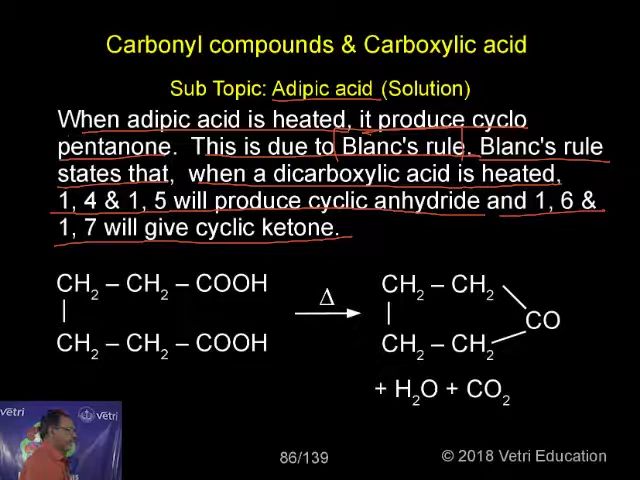 Carbonyl compounds & Carboxylic acid
Sub Topic: Adipic acid (Solution)
When adipic acid is heated, it produce cyclo
pentanone. This is due to Blanc's rule. Blanc's rule
states that, when a dicarboxylic acid is heated,
1, 4 & 1, 5 will produce cyclic anhydride and 1, 6 &
1, 7 will give cyclic ketone.
CH₂ – CH₂ – COOH
|
CH₂ – CH₂ – COOH
Δ
CH₂ – CH₂
|
CO
CH₂ – CH₂
+ H₂O + CO₂
vetri
vetri
86/139
© 2018 Vetri Education